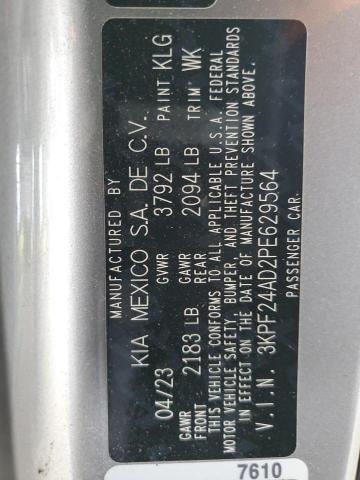 MANUFACTURED BY
KIA MEXICO S.A. DE C.V.
04/23 GVWR 3792 LB PAINT KLG
GAWR FRONT 2183 LB GAWR REAR 2094 LB TRIM WK
THIS VEHICLE CONFORMS TO ALL APPLICABLE U.S.A. FEDERAL
MOTOR VEHICLE SAFETY, BUMPER, AND THEFT PREVENTION STANDARDS
IN EFFECT ON THE DATE OF MANUFACTURE SHOWN ABOVE.
V.I.N. 3KPF24AD2PE629564
PASSENGER CAR.
7610